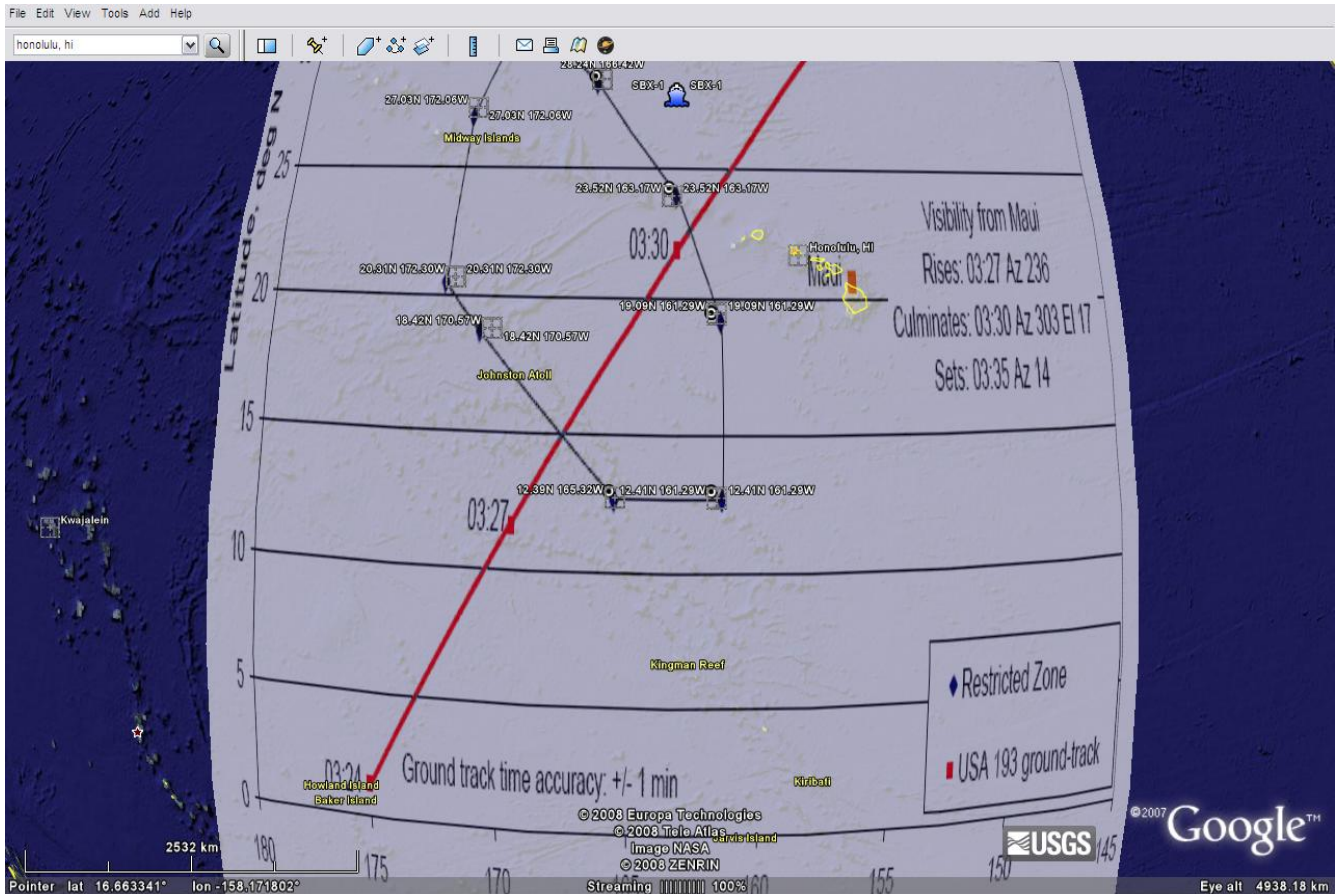 File Edit View Tools Add Help
honolulu, hi
28.24N 166.42W
SBX-1 SBX-1
27.03N 172.06W
27.03N 172.06W
Midway Islands
Latitude, deg N
25
23.52N 163.17W 23.52N 163.17W
Visibility from Maui
03:30
Honolulu, HI
Maui
Rises: 03:27 Az 236
20.31N 172.30W 20.31N 172.30W
20
19.09N 161.29W 19.09N 161.29W
18.42N 170.57W
18.42N 170.57W
Culminates: 03:30 Az 303 El 17
Johnston Atoll
Sets: 03:35 Az 14
15
12.39N 165.32W 12.41N 161.29W 12.41N 161.29W
03:27
Kwajalein
10
Kingman Reef
5
Restricted Zone
USA 193 ground-track
03:24
Ground track time accuracy: +/- 1 min
Howland Island
Kiribati
0
Baker Island
© 2008 Europa Technologies
© 2008 Tele Atlas
Jarvis Island
Image NASA
© 2008 ZENRIN
USGS
©2007 Google™
2532 km
180
175
170
160
155
150
145
Pointer lat 16.663341° lon -158.171802° Streaming 100% Eye alt 4938.18 km